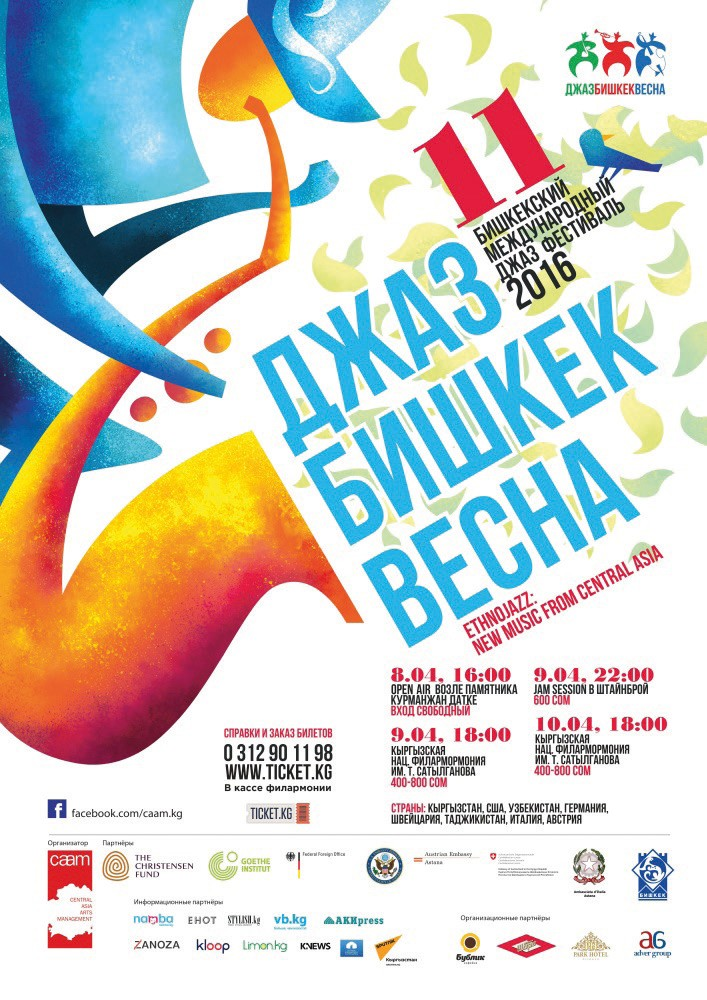 ДЖАЗБИШКЕКВЕСНА
11
БИШКЕКСКИЙ
МЕЖДУНАРОДНЫЙ
ДЖАЗ ФЕСТИВАЛЬ
2016
ДЖАЗ
БИШКЕК
ВЕСНА
ETHNOJAZZ:
NEW MUSIC FROM CENTRAL ASIA
8.04, 16:00
OPEN AIR ВОЗЛЕ ПАМЯТНИКА
КУРМАНЖАН ДАТКЕ
ВХОД СВОБОДНЫЙ
9.04, 22:00
JAM SESSION В ШТАЙНБРОЙ
600 СОМ
9.04, 18:00
КЫРГЫЗСКАЯ
НАЦ. ФИЛАРМОРМОНИЯ
ИМ. Т. САТЫЛГАНОВА
400-800 СОМ
10.04, 18:00
КЫРГЫЗСКАЯ
НАЦ. ФИЛАРМОРМОНИЯ
ИМ. Т. САТЫЛГАНОВА
400-800 СОМ
СТРАНЫ: КЫРГЫЗСТАН, США, УЗБЕКИСТАН, ГЕРМАНИЯ,
ШВЕЙЦАРИЯ, ТАДЖИКИСТАН, ИТАЛИЯ, АВСТРИЯ
СПРАВКИ И ЗАКАЗ БИЛЕТОВ
0 312 90 11 98
WWW.TICKET.KG
В кассе филармонии
TICKET.KG
facebook.com/caam.kg
Организатор
caam
CENTRAL
ASIA
ARTS
MANAGEMENT
Партнёры
THE
CHRISTENSEN
FUND
GOETHE
INSTITUT
Federal Foreign Office
Austrian Embassy
Astana
Ambasciata d'Italia
Astana
БИШКЕК
Информационные партнёры
namba
ЕНОТ
STYLISH.kg
vb.kg
АКИpress
ZANOZA
kloop
Limon.kg
KNEWS
SPUTNIK
Кыргызстан
Организационные партнёры
бублик
PARK HOTEL
a6
adver group